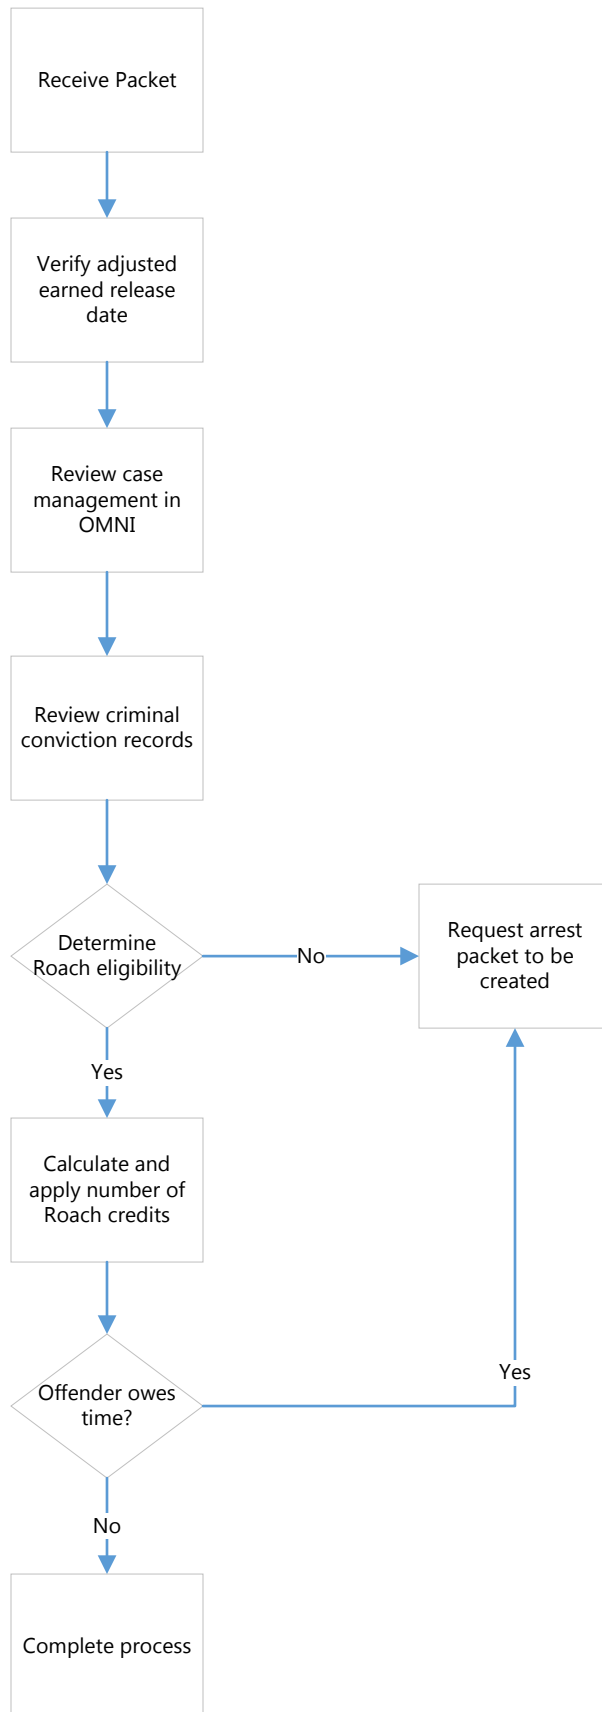 Receive Packet
Verify adjusted
earned release
date
Review case
management in
OMNI
Review criminal
conviction records
Determine
Roach eligibility
No
Request arrest
packet to be
created
Yes
Calculate and
apply number of
Roach credits
Offender owes
time?
Yes
No
Complete process